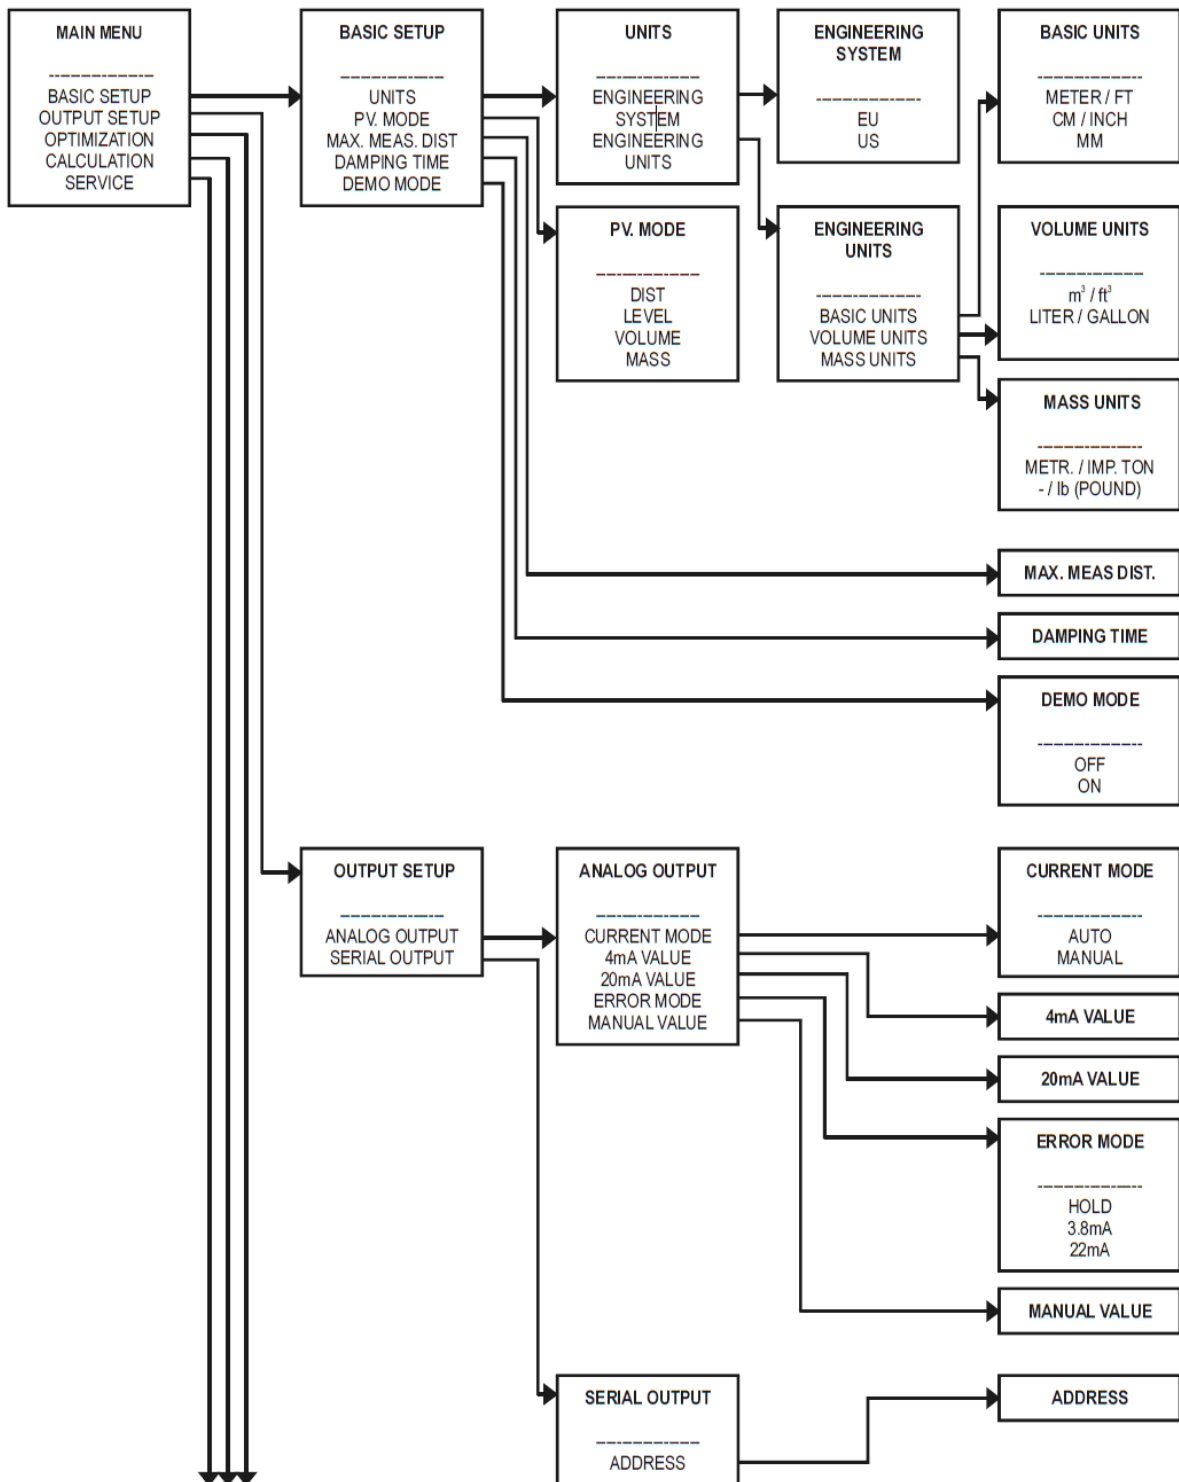 MAIN MENU
--------------------
BASIC SETUP
OUTPUT SETUP
OPTIMIZATION
CALCULATION
SERVICE
BASIC SETUP
--------------------
UNITS
PV. MODE
MAX. MEAS. DIST
DAMPING TIME
DEMO MODE
UNITS
--------------------
ENGINEERING
SYSTEM
ENGINEERING
UNITS
ENGINEERING
SYSTEM
--------------------
EU
US
BASIC UNITS
--------------------
METER / FT
CM / INCH
MM
PV. MODE
--------------------
DIST
LEVEL
VOLUME
MASS
ENGINEERING
UNITS
--------------------
BASIC UNITS
VOLUME UNITS
MASS UNITS
VOLUME UNITS
--------------------
m³ / ft³
LITER / GALLON
MASS UNITS
--------------------
METR. / IMP. TON
- / lb (POUND)
MAX. MEAS DIST.
DAMPING TIME
DEMO MODE
--------------------
OFF
ON
OUTPUT SETUP
--------------------
ANALOG OUTPUT
SERIAL OUTPUT
ANALOG OUTPUT
--------------------
CURRENT MODE
4mA VALUE
20mA VALUE
ERROR MODE
MANUAL VALUE
CURRENT MODE
--------------------
AUTO
MANUAL
4mA VALUE
20mA VALUE
ERROR MODE
--------------------
HOLD
3.8mA
22mA
MANUAL VALUE
SERIAL OUTPUT
--------------------
ADDRESS
ADDRESS